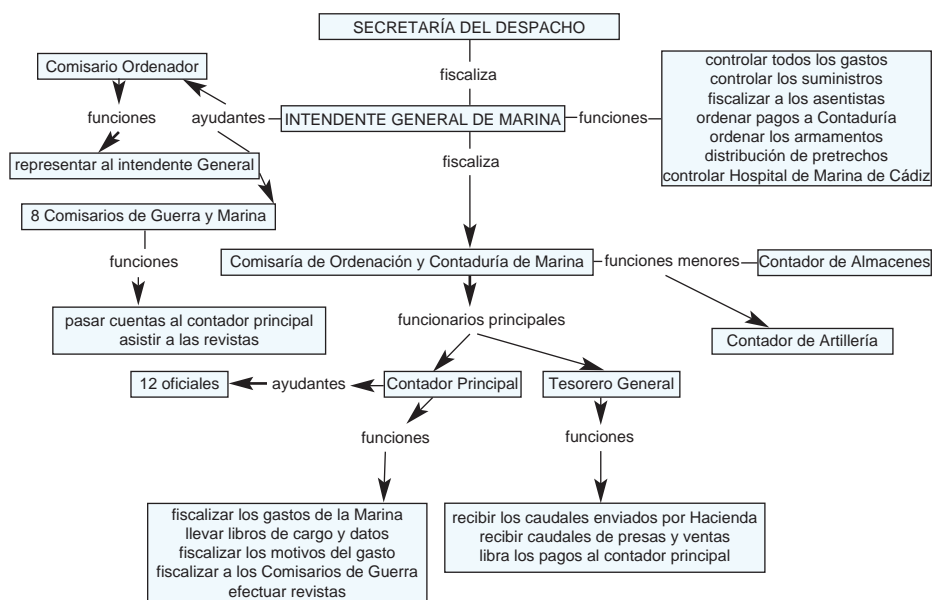 SECRETARÍA DEL DESPACHO
fiscaliza
Comisario Ordenador
funciones
ayudantes
INTENDENTE GENERAL DE MARINA
funciones
controlar todos los gastos
controlar los suministros
fiscalizar a los asentistas
ordenar pagos a Contaduría
ordenar los armamentos
distribución de pretrechos
controlar Hospital de Marina de Cádiz
representar al intendente General
fiscaliza
8 Comisarios de Guerra y Marina
funciones
Comisaría de Ordenación y Contaduría de Marina
funciones menores
Contador de Almacenes
pasar cuentas al contador principal
asistir a las revistas
funcionarios principales
Contador de Artillería
12 oficiales
ayudantes
Contador Principal
Tesorero General
funciones
funciones
fiscalizar los gastos de la Marina
llevar libros de cargo y datos
fiscalizar los motivos del gasto
fiscalizar a los Comisarios de Guerra
efectuar revistas
recibir los caudales enviados por Hacienda
recibir caudales de presas y ventas
libra los pagos al contador principal